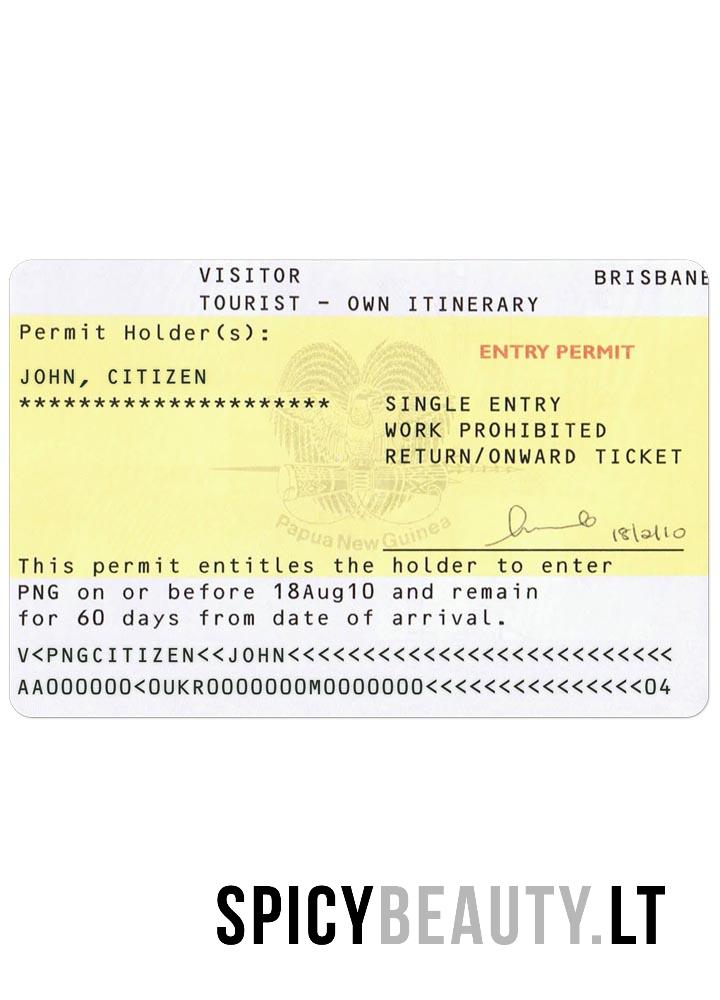 VISITOR
BRISBANE
TOURIST - OWN ITINERARY
Permit Holder(s):
ENTRY PERMIT
JOHN, CITIZEN
*********************
SINGLE ENTRY
WORK PROHIBITED
RETURN/ONWARD TICKET
Papua New Guinea
18/2/10
This permit entitles the holder to enter
PNG on or before 18Aug10 and remain
for 60 days from date of arrival.
V<PNGCITIZEN<<JOHN<<<<<<<<<<<<<<<<<<<<<<<<<<
AA000000<0UKR0000000M0000000<<<<<<<<<<<<<<04
SPICYBEAUTY.LT